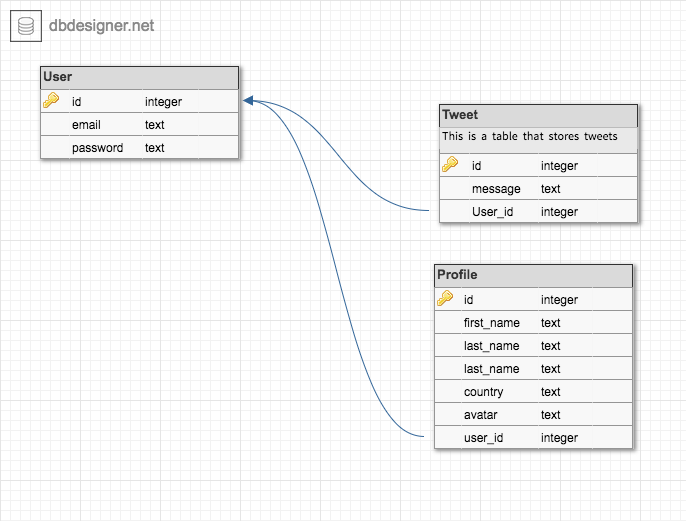 dbdesigner.net
User
id integer
email text
password text
Tweet
This is a table that stores tweets
id integer
message text
User_id integer
Profile
id integer
first_name text
last_name text
last_name text
country text
avatar text
user_id integer